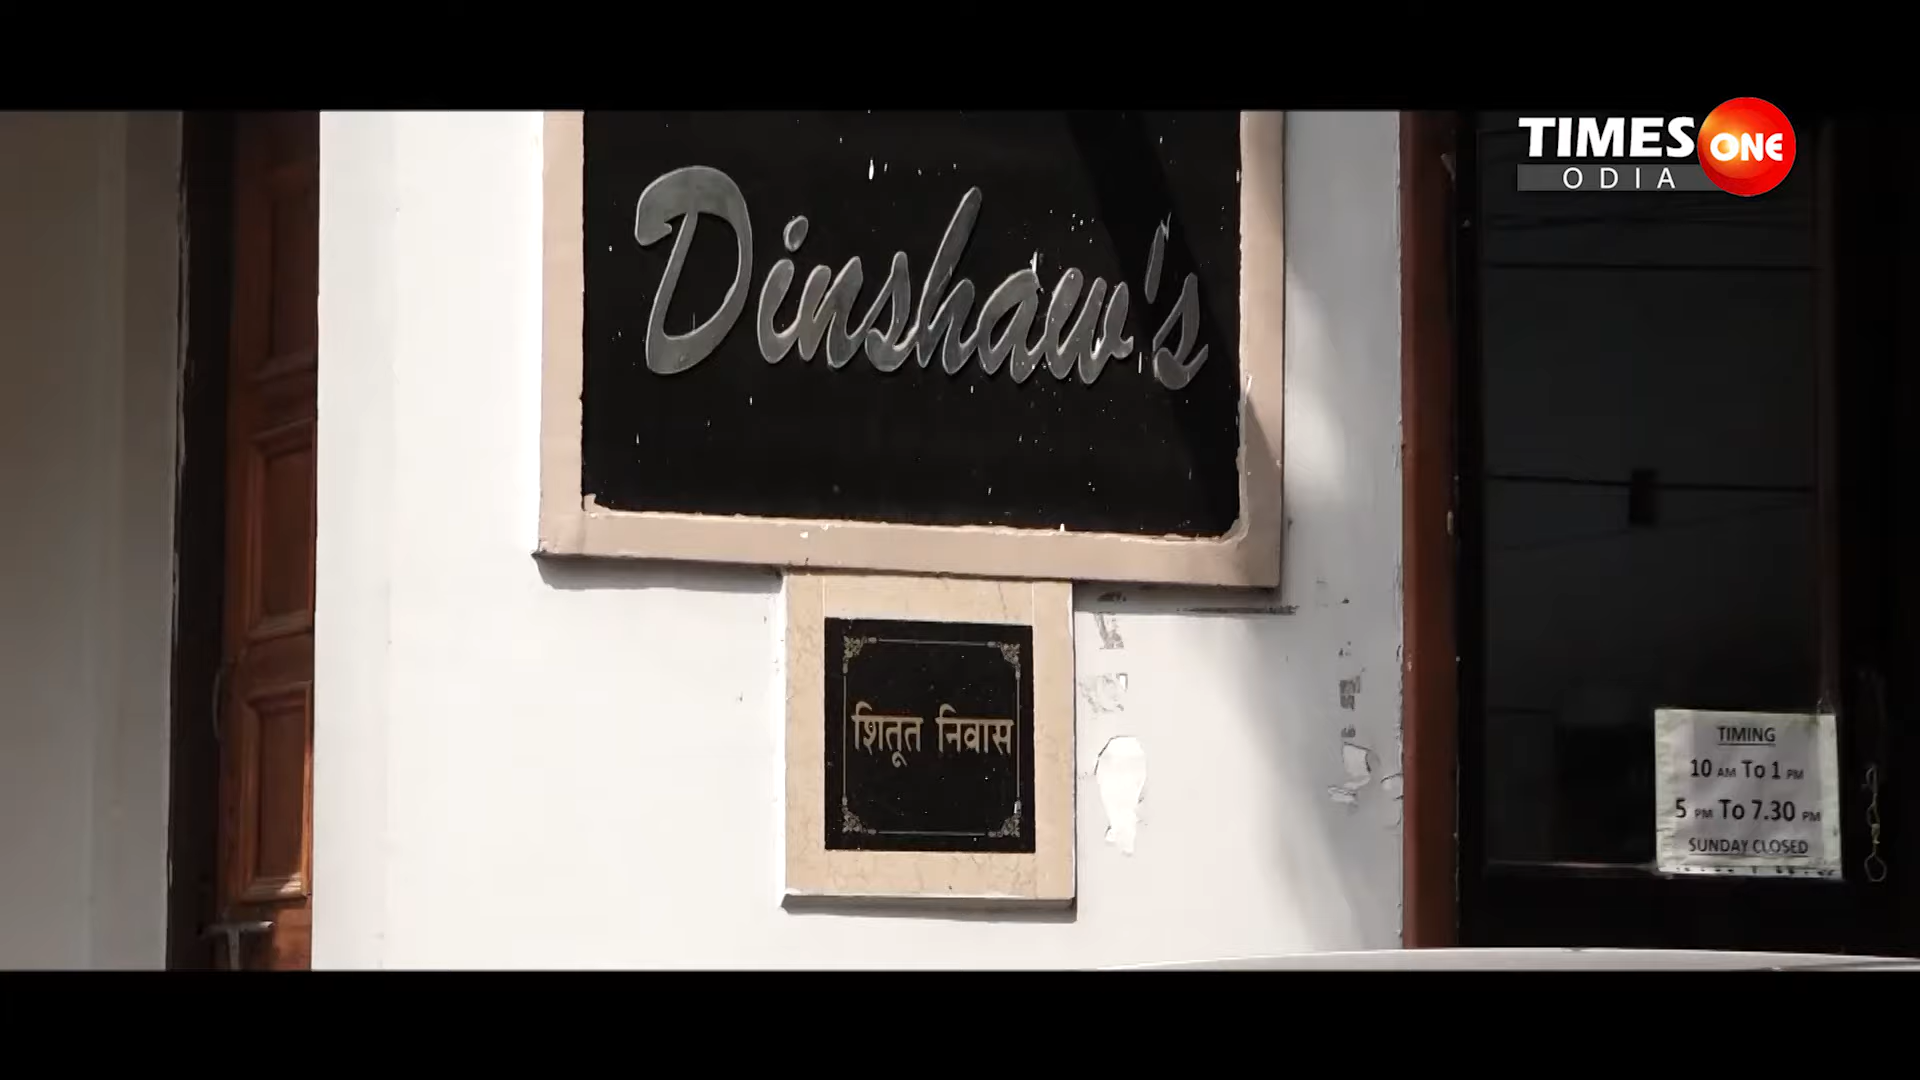 Dinshaw's
शितूत निवास
TIMES ONE
ODIA
TIMING
10 AM To 1 PM
5 PM To 7.30 PM
SUNDAY CLOSED